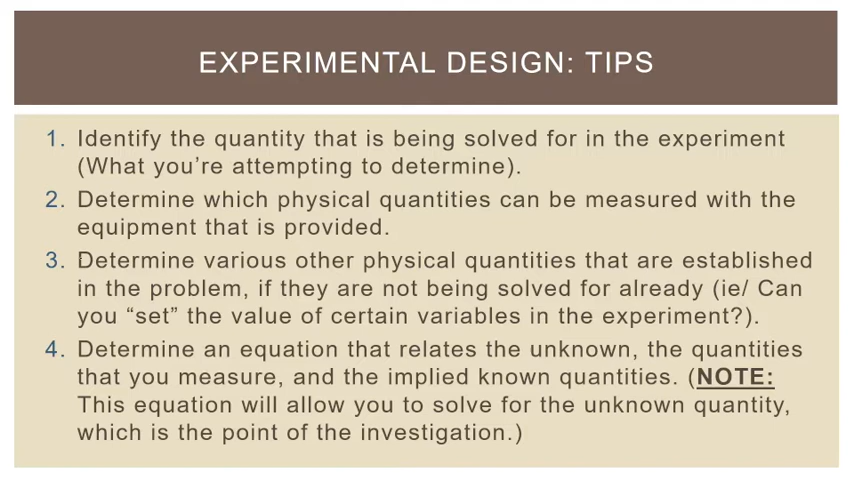 EXPERIMENTAL DESIGN: TIPS
1. Identify the quantity that is being solved for in the experiment
(What you're attempting to determine).
2. Determine which physical quantities can be measured with the
equipment that is provided.
3. Determine various other physical quantities that are established
in the problem, if they are not being solved for already (ie/ Can
you “set” the value of certain variables in the experiment?).
4. Determine an equation that relates the unknown, the quantities
that you measure, and the implied known quantities. (NOTE:
This equation will allow you to solve for the unknown quantity,
which is the point of the investigation.)